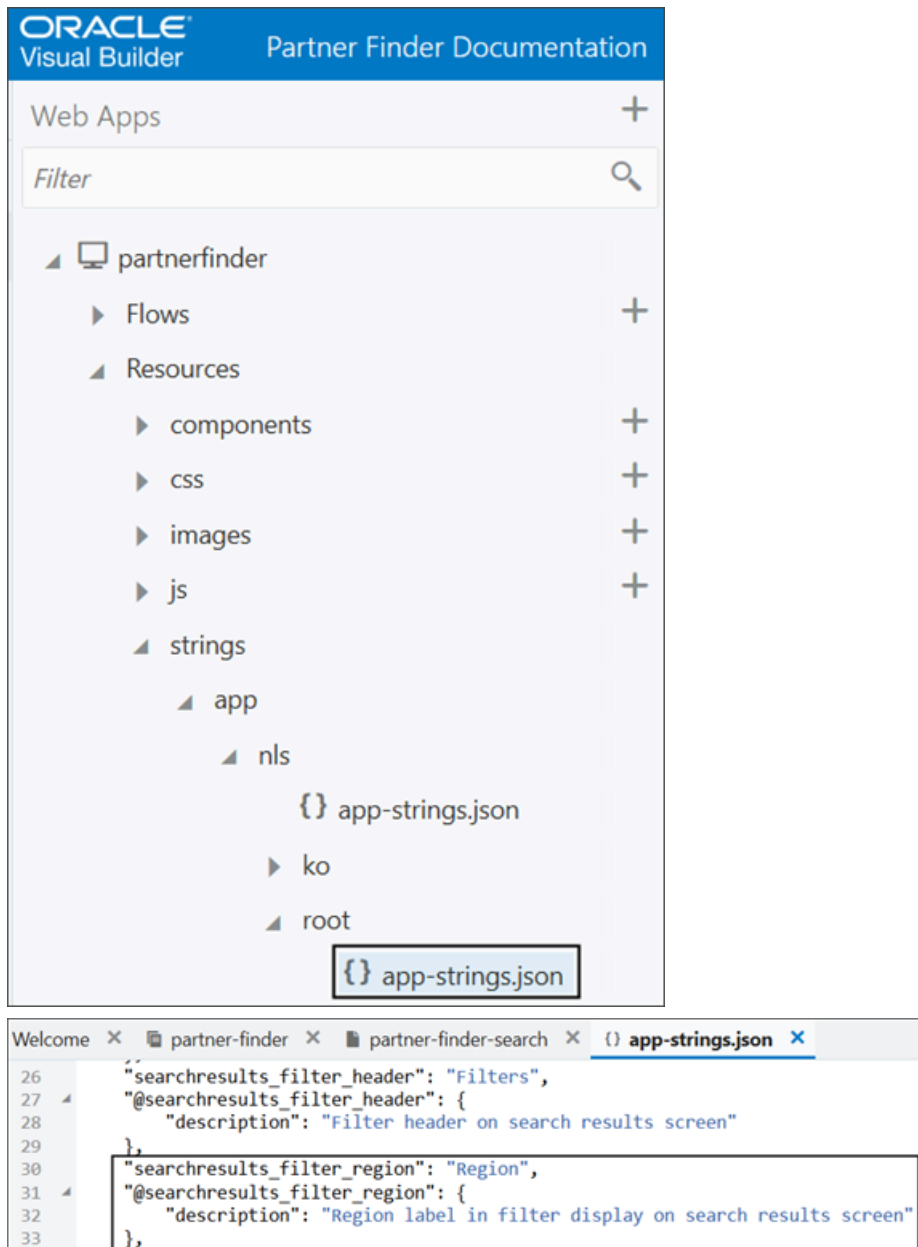 ORACLE
Visual Builder
Partner Finder Documentation
Web Apps
Filter
partnerfinder
Flows
Resources
components
css
images
js
strings
app
nls
{} app-strings.json
ko
root
{} app-strings.json
Welcome × partner-finder × partner-finder-search × {} app-strings.json ×
26 "searchresults_filter_header": "Filters",
27 "@searchresults_filter_header": {
28 "description": "Filter header on search results screen"
29 },
30 "searchresults_filter_region": "Region",
31 "@searchresults_filter_region": {
32 "description": "Region label in filter display on search results screen"
33 },